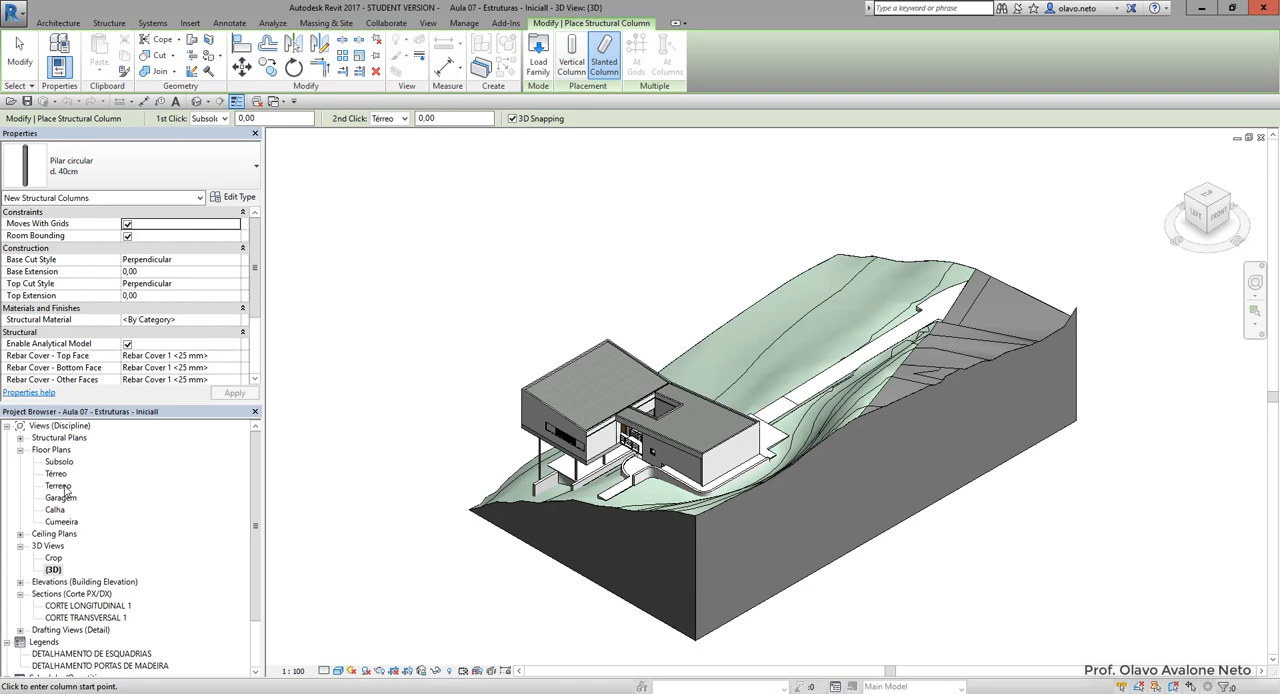 Autodesk Revit 2017 - STUDENT VERSION - Aula 07 - Estruturas - Iniciall - 3D View: {3D}
Type a keyword or phrase
olavo.neto
Architecture Structure Systems Insert Annotate Analyze Massing & Site Collaborate View Manage Add-Ins Modify | Place Structural Column
Modify
Paste
Cope
Cut
Join
Load Family
Vertical Column
Slanted Column
At Grids
At Columns
Select Properties Clipboard Geometry Modify View Measure Create Mode Placement Multiple
Modify | Place Structural Column 1st Click: Subsolo 0,00 2nd Click: Térreo 0,00 3D Snapping
Properties
Pilar circular
d. 40cm
New Structural Columns Edit Type
Constraints
Moves With Grids
Room Bounding
Construction
Base Cut Style Perpendicular
Base Extension 0,00
Top Cut Style Perpendicular
Top Extension 0,00
Materials and Finishes
Structural Material <By Category>
Structural
Enable Analytical Model
Rebar Cover - Top Face Rebar Cover 1 <25 mm>
Rebar Cover - Bottom Face Rebar Cover 1 <25 mm>
Rebar Cover - Other Faces Rebar Cover 1 <25 mm>
Properties help Apply
Project Browser - Aula 07 - Estruturas - Iniciall
Views (Discipline)
Structural Plans
Floor Plans
Subsolo
Térreo
Terreno
Garagem
Calha
Cumeeira
Ceiling Plans
3D Views
Crop
{3D}
Elevations (Building Elevation)
Sections (Corte PX/DX)
CORTE LONGITUDINAL 1
CORTE TRANSVERSAL 1
Drafting Views (Detail)
Legends
DETALHAMENTO DE ESQUADRIAS
DETALHAMENTO PORTAS DE MADEIRA
TOP
LEFT
FRONT
1 : 100
Prof. Olavo Avalone Neto
Click to enter column start point.
:0
Main Model
:0